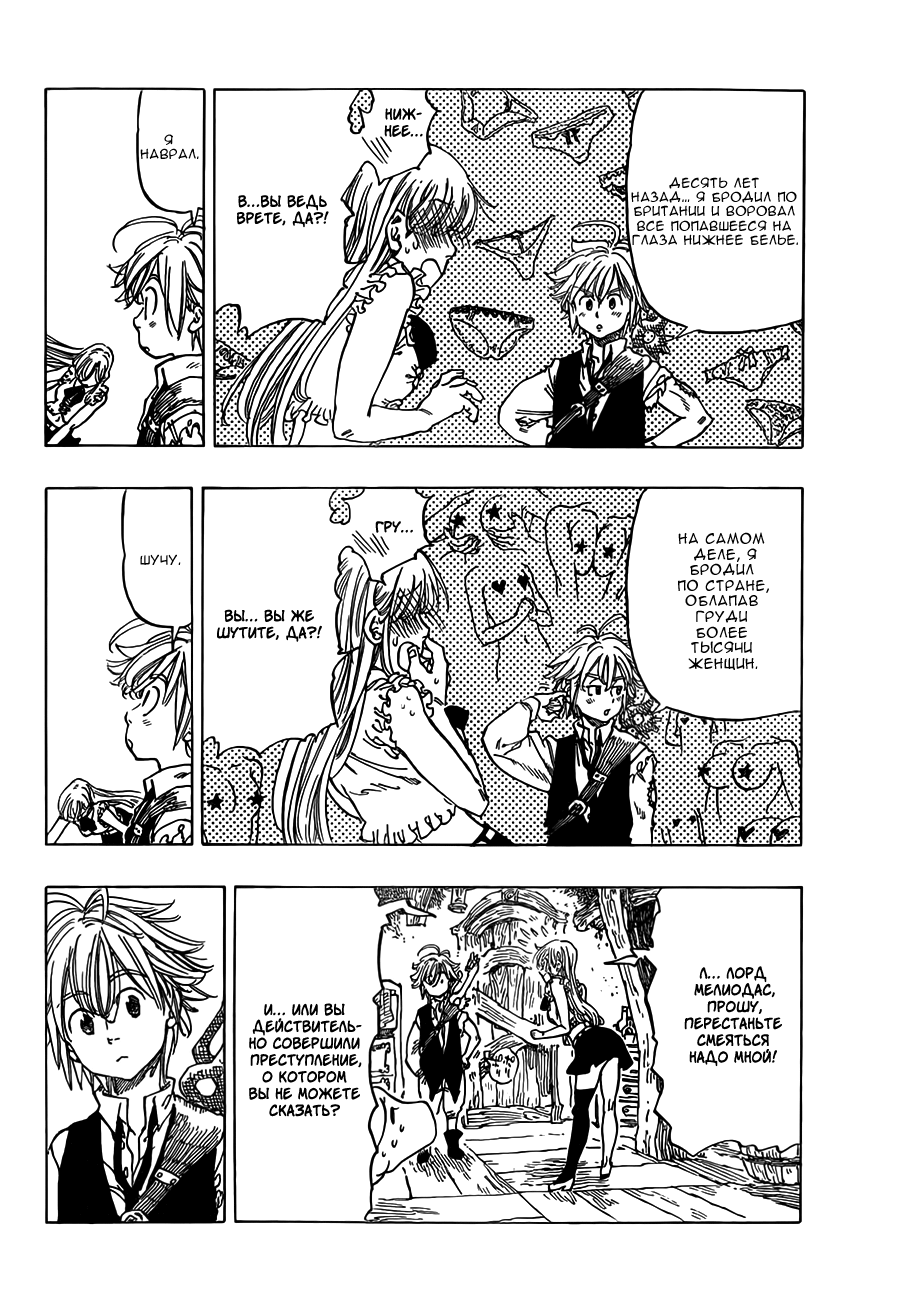 ДЕСЯТЬ ЛЕТ
НАЗАД... Я БРОДИЛ ПО
БРИТАНИИ И ВОРОВАЛ
ВСЕ ПОПАВШЕЕСЯ НА
ГЛАЗА НИЖНЕЕ БЕЛЬЕ.
НИЖ-
НЕЕ...
В...ВЫ ВЕДЬ
ВРЕТЕ, ДА?!
Я
НАВРАЛ.
НА САМОМ
ДЕЛЕ, Я
БРОДИЛ
ПО СТРАНЕ,
ОБЛАПАВ
ГРУДИ
БОЛЕЕ
ТЫСЯЧИ
ЖЕНЩИН.
ГРУ...
ВЫ... ВЫ ЖЕ
ШУТИТЕ, ДА?!
ШУЧУ.
Л... ЛОРД
МЕЛИОДАС,
ПРОШУ,
ПЕРЕСТАНЬТЕ
СМЕЯТЬСЯ
НАДО МНОЙ!
И... ИЛИ ВЫ
ДЕЙСТВИТЕЛЬ-
НО СОВЕРШИЛИ
ПРЕСТУПЛЕНИЕ,
О КОТОРОМ
ВЫ НЕ МОЖЕТЕ
СКАЗАТЬ?